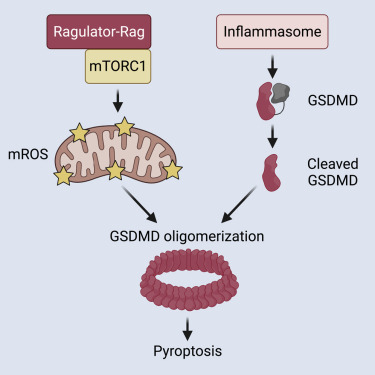 Ragulator-Rag
mTORC1
Inflammasome
GSDMD
mROS
Cleaved
GSDMD
GSDMD oligomerization
Pyroptosis